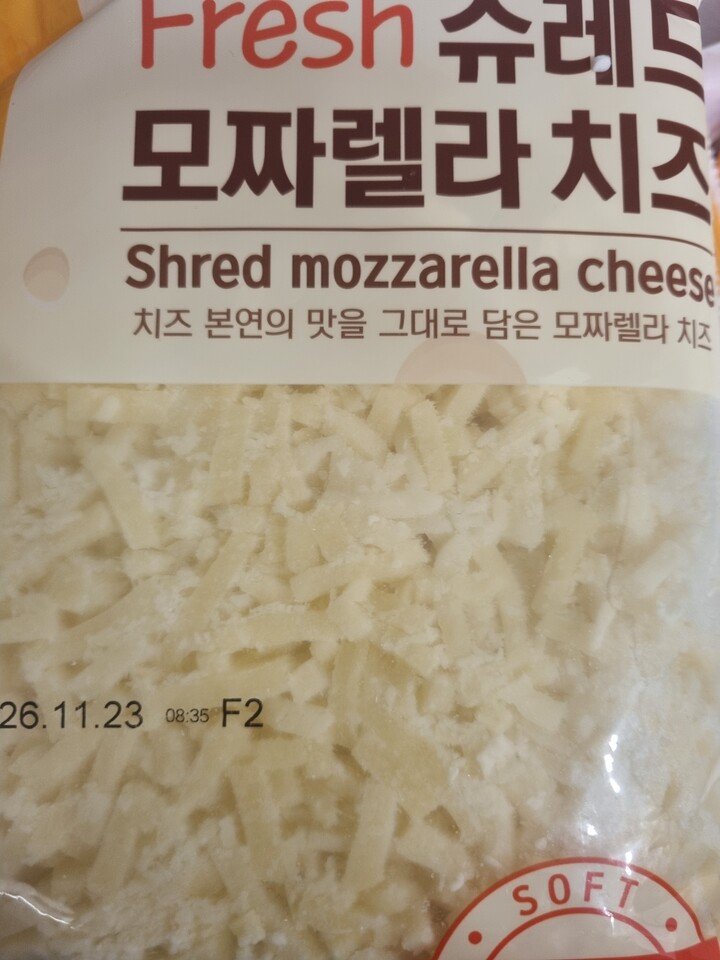 Fresh 슈레드
모짜렐라 치즈
Shred mozzarella cheese
치즈 본연의 맛을 그대로 담은 모짜렐라 치즈
26.11.23 08:35 F2
SOFT